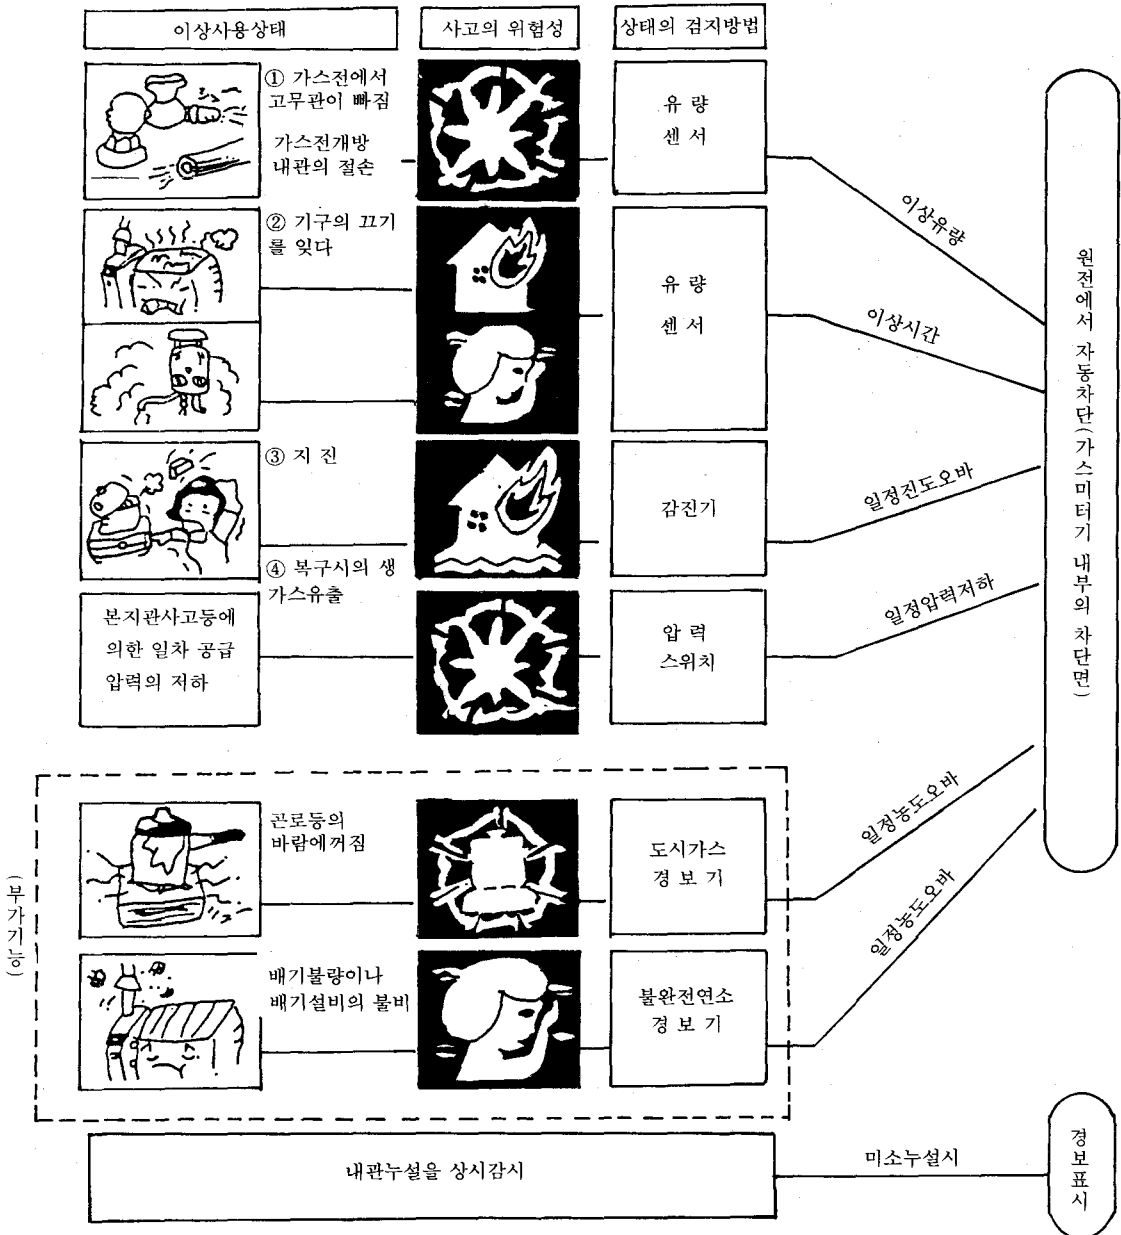 이상사용상태
사고의 위험성
상태의 검지방법
① 가스전에서
고무관이 빠짐
가스전개방
내관의 절손
유 량
센 서
이상유량
② 기구의 끄기
를 잊다
유 량
센 서
이상시간
③ 지 진
감진기
일정진도오바
④ 복구시의 생
가스유출
본지관사고등에
의한 일차 공급
압력의 저하
압 력
스위치
일정압력저하
원전에서 자동차단(가스미터기 내부의 차단면)
(부가기능)
곤로등의
바람에꺼짐
도시가스
경 보 기
일정농도오바
배기불량이나
배기설비의 불비
불완전연소
경 보 기
일정농도오바
내관누설을 상시감시
미소누설시
경보표시